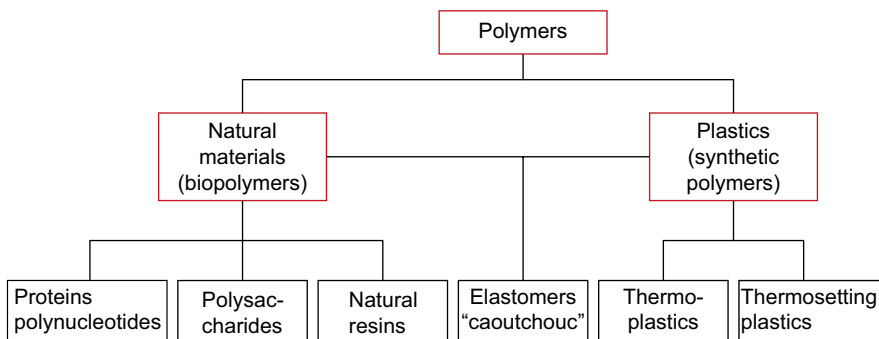 Polymers
Natural
materials
(biopolymers)
Plastics
(synthetic
polymers)
Proteins
polynucleotides
Polysac-
charides
Natural
resins
Elastomers
“caoutchouc”
Thermo-
plastics
Thermosetting
plastics